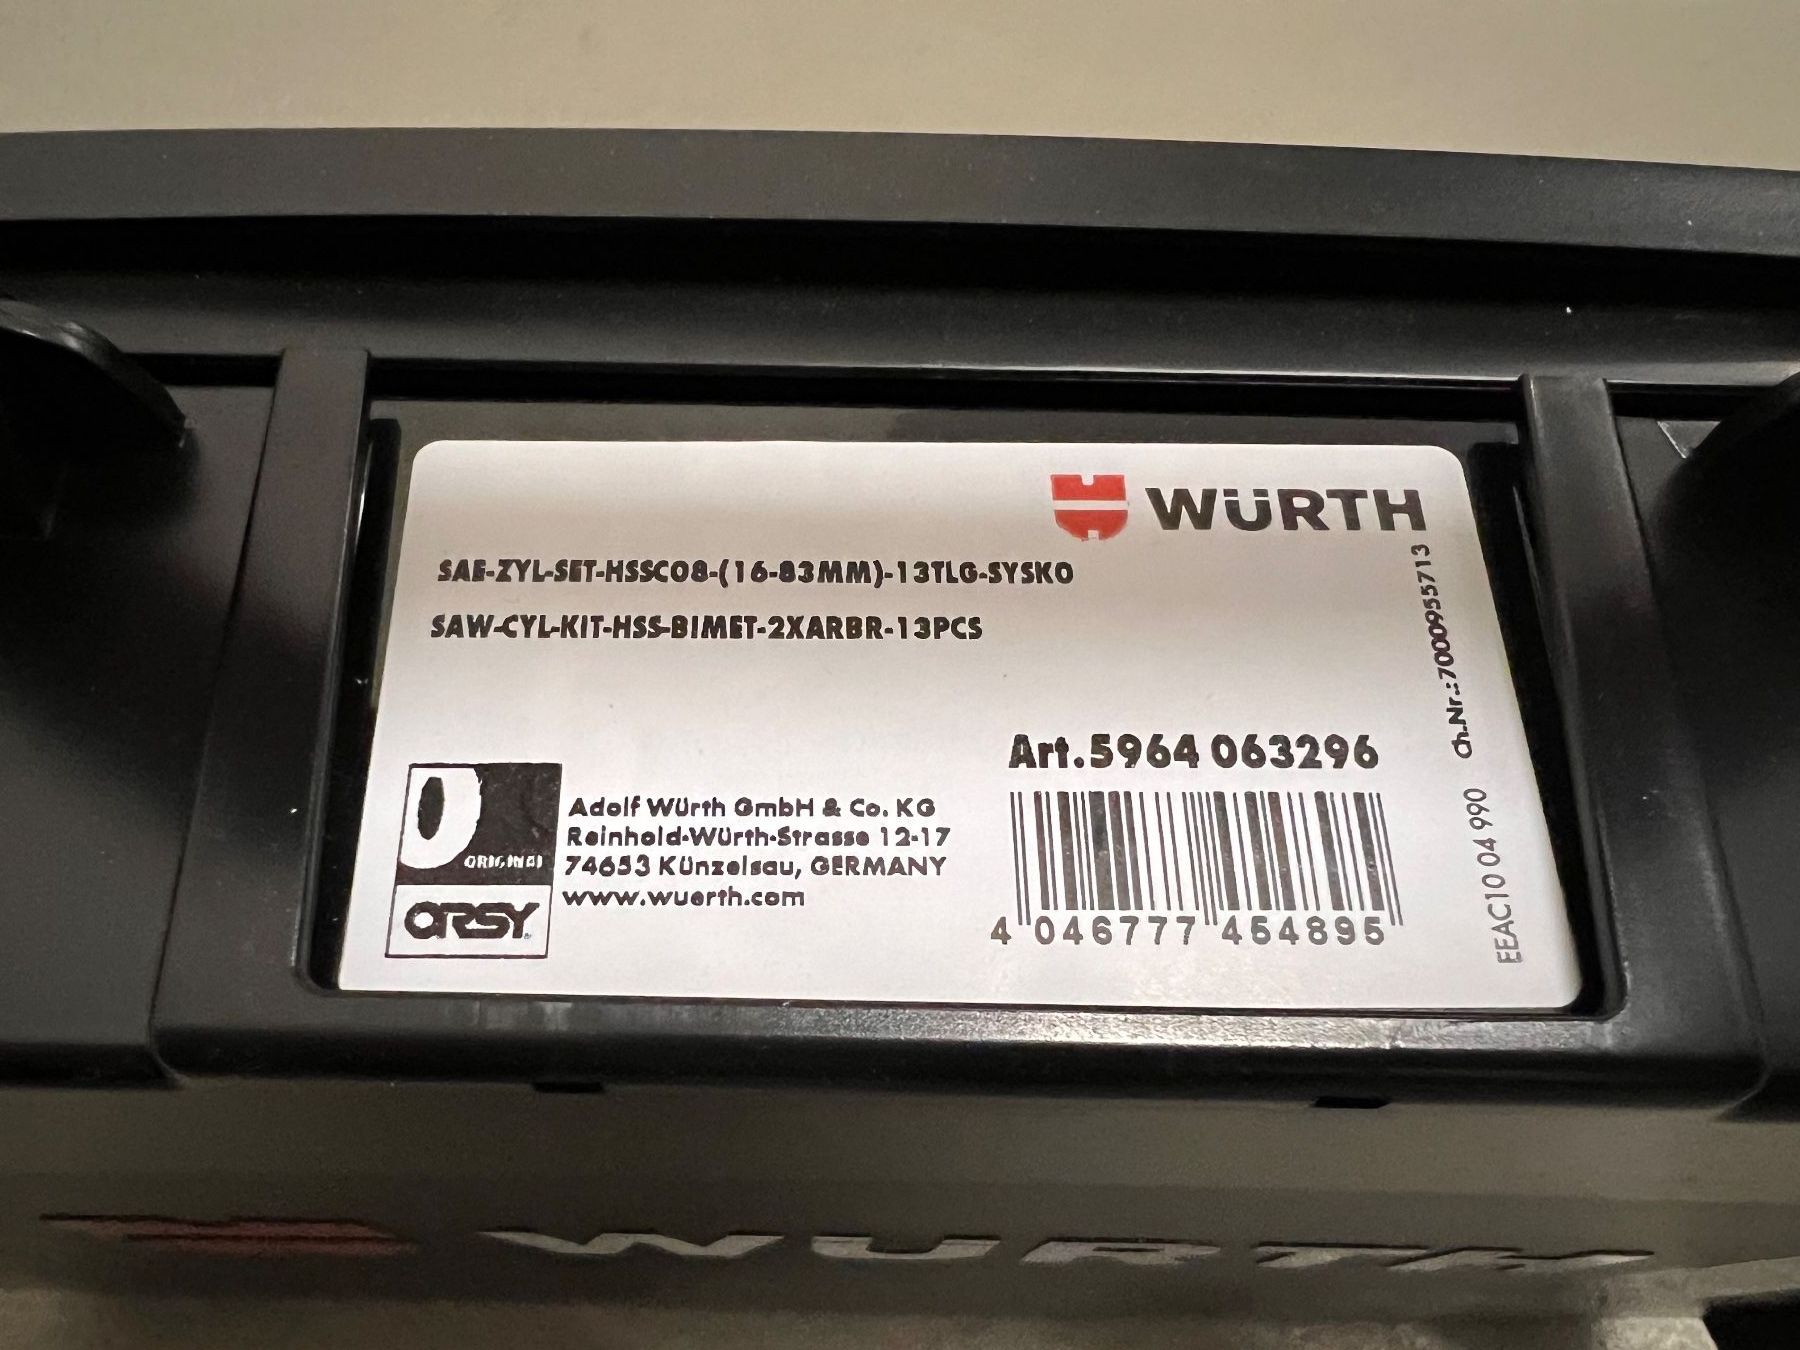 WÜRTH
SAE-ZYL-SET-HSSCO8-(16-83MM)-13TLG-SYSKO
SAW-CYL-KIT-HSS-BIMET-2XARBR-13PCS
Ch.Nr.:7000955713
Art.5964 063296
ORIGINAL
ORSY
Adolf Würth GmbH & Co. KG
Reinhold-Würth-Strasse 12-17
74653 Künzelsau, GERMANY
www.wuerth.com
4 046777 454895
EEAC10 04 990
WURTH